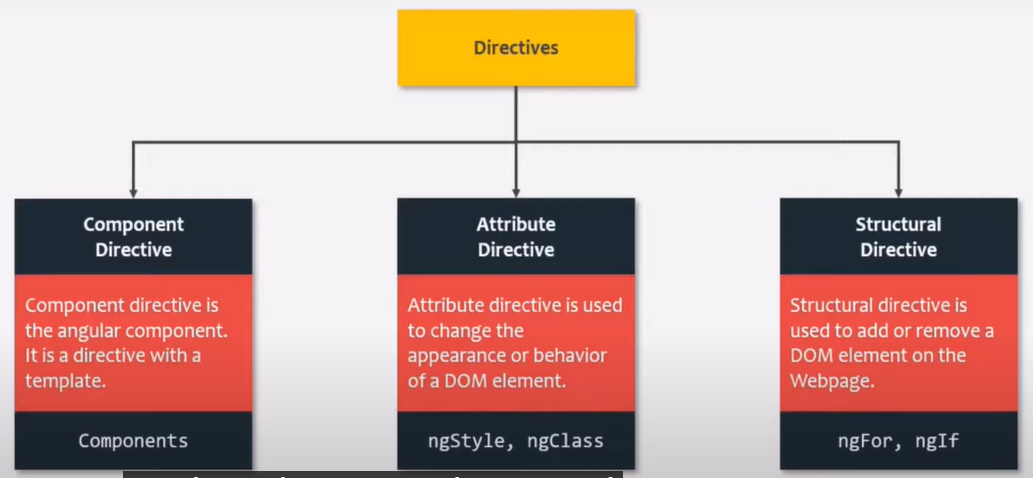 Directives
Component
Directive
Component directive is
the angular component.
It is a directive with a
template.
Components
Attribute
Directive
Attribute directive is used
to change the
appearance or behavior
of a DOM element.
ngStyle, ngClass
Structural
Directive
Structural directive is
used to add or remove a
DOM element on the
Webpage.
ngFor, ngIf